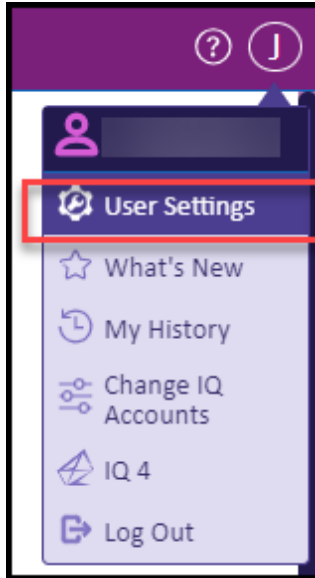 ? J
User Settings
What's New
My History
Change IQ
Accounts
IQ 4
Log Out